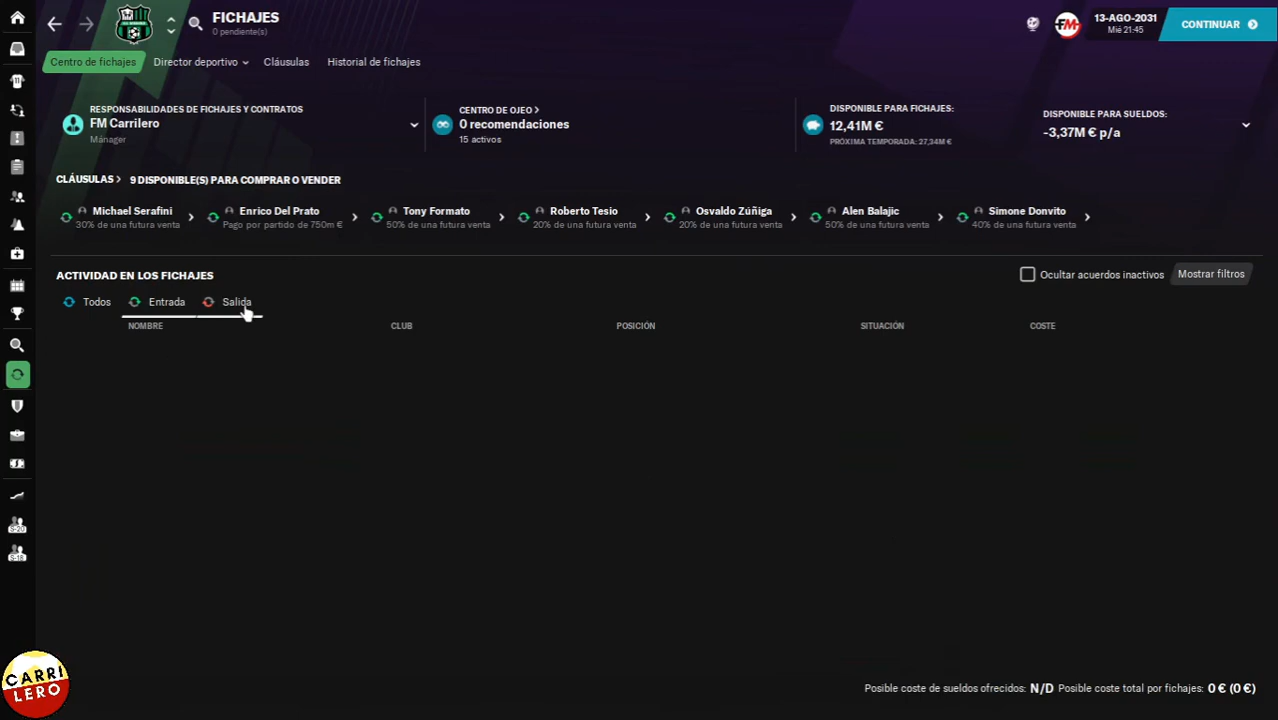 FICHAJES
0 pendiente(s)
13-AGO-2031
Mié 21:45
CONTINUAR
FM
Centro de fichajes
Director deportivo
Cláusulas
Historial de fichajes
RESPONSABILIDADES DE FICHAJES Y CONTRATOS
FM Carrilero
Mánager
CENTRO DE OJEO
0 recomendaciones
15 activos
DISPONIBLE PARA FICHAJES:
12,41M €
PRÓXIMA TEMPORADA: 27,34M €
DISPONIBLE PARA SUELDOS:
-3,37M € p/a
CLÁUSULAS
9 DISPONIBLE(S) PARA COMPRAR O VENDER
Michael Serafini
30% de una futura venta
Enrico Del Prato
Pago por partido de 750m €
Tony Formato
50% de una futura venta
Roberto Tesio
20% de una futura venta
Osvaldo Zúñiga
20% de una futura venta
Alen Balajic
50% de una futura venta
Simone Donvito
40% de una futura venta
ACTIVIDAD EN LOS FICHAJES
Ocultar acuerdos inactivos
Mostrar filtros
Todos
Entrada
Salida
NOMBRE
CLUB
POSICIÓN
SITUACIÓN
COSTE
S-20
S-18
CARRI
LERO
Posible coste de sueldos ofrecidos: N/D Posible coste total por fichajes: 0 € (0 €)